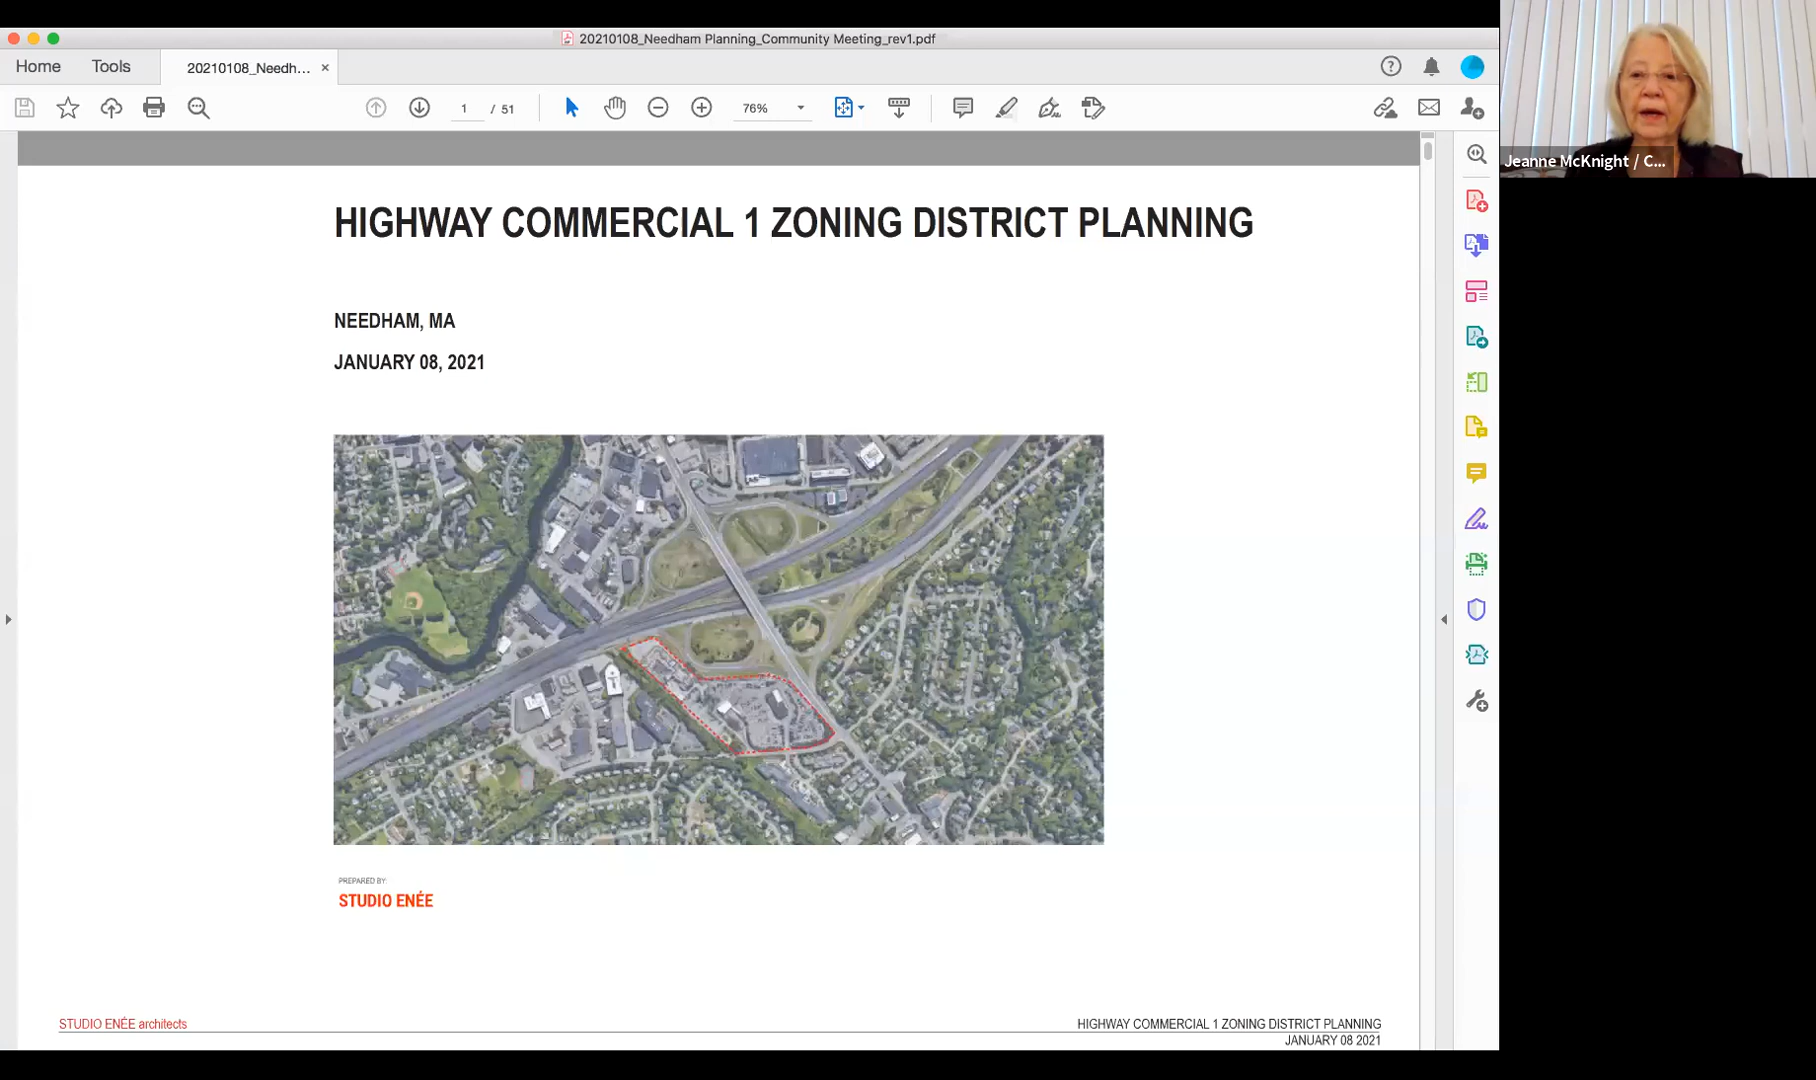 20210108_Needham Planning_Community Meeting_rev1.pdf
Home
Tools
20210108_Needh...
1 / 51
76%
Jeanne McKnight / C...
HIGHWAY COMMERCIAL 1 ZONING DISTRICT PLANNING
NEEDHAM, MA
JANUARY 08, 2021
PREPARED BY:
STUDIO ENÉE
STUDIO ENÉE architects
HIGHWAY COMMERCIAL 1 ZONING DISTRICT PLANNING
JANUARY 08 2021